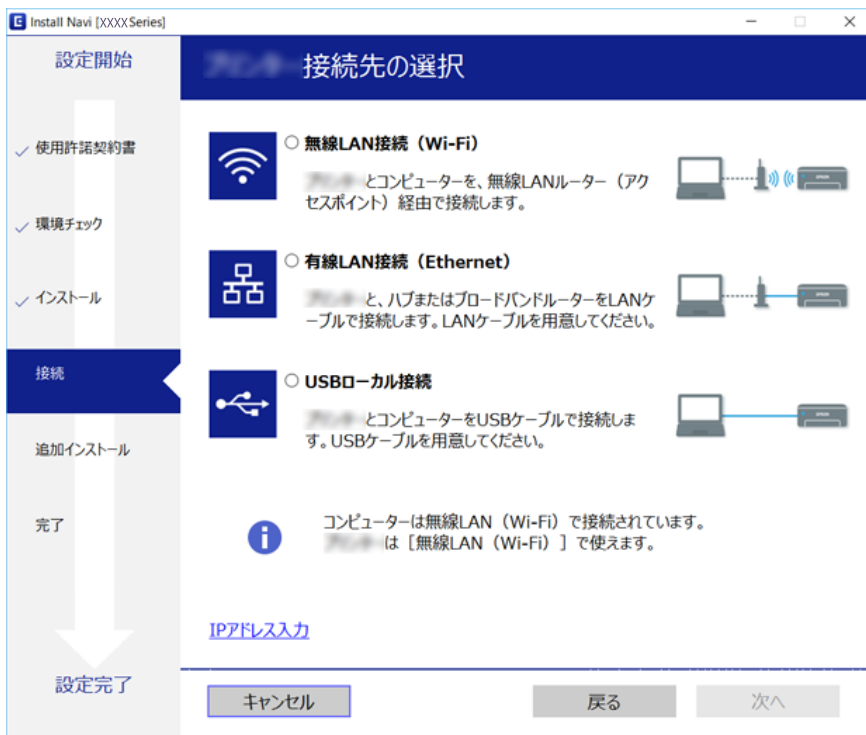 Install Navi [XXXX Series]
設定開始
使用許諾契約書
環境チェック
インストール
接続
追加インストール
完了
設定完了
接続先の選択
無線LAN接続（Wi-Fi）
とコンピューターを、無線LANルーター（アク
セスポイント）経由で接続します。
有線LAN接続（Ethernet）
と、ハブまたはブロードバンドルーターをLANケ
ーブルで接続します。LANケーブルを用意してください。
USBローカル接続
とコンピューターをUSBケーブルで接続しま
す。USBケーブルを用意してください。
コンピューターは無線LAN（Wi-Fi）で接続されています。
は［無線LAN（Wi-Fi）］で使えます。
IPアドレス入力
キャンセル
戻る
次へ